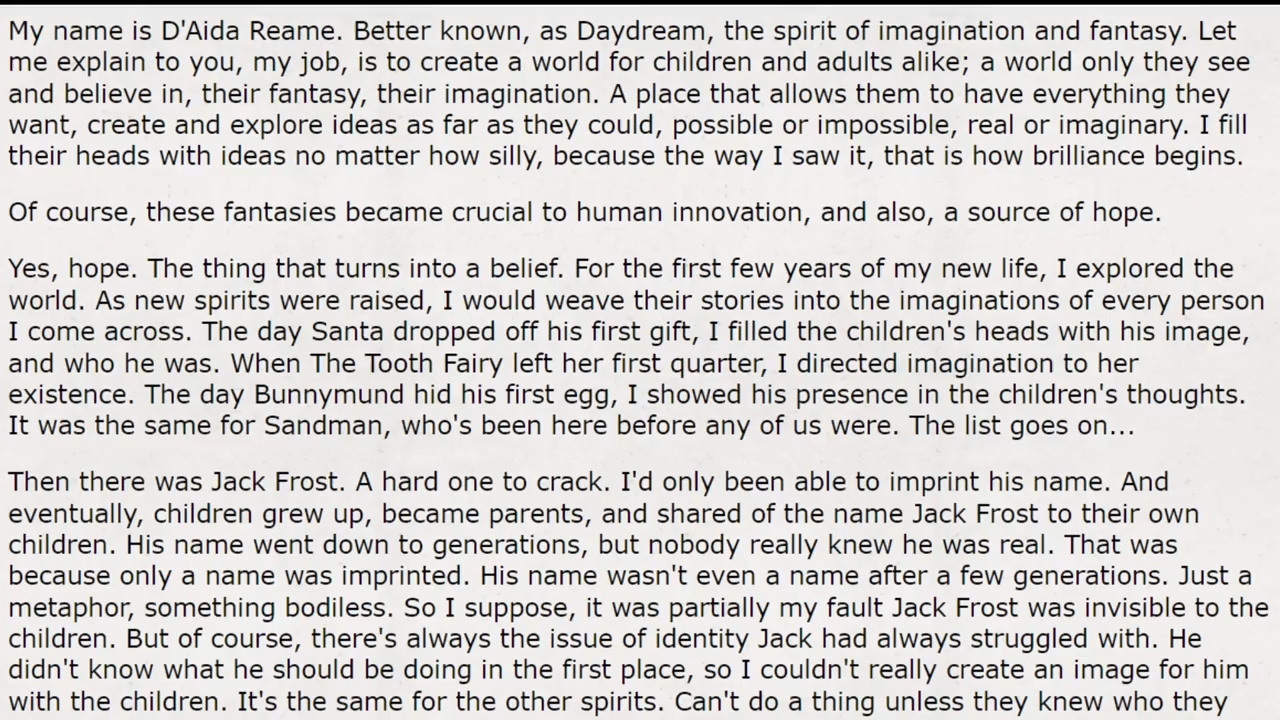 My name is D'Aida Reame. Better known, as Daydream, the spirit of imagination and fantasy. Let
me explain to you, my job, is to create a world for children and adults alike; a world only they see
and believe in, their fantasy, their imagination. A place that allows them to have everything they
want, create and explore ideas as far as they could, possible or impossible, real or imaginary. I fill
their heads with ideas no matter how silly, because the way I saw it, that is how brilliance begins.
Of course, these fantasies became crucial to human innovation, and also, a source of hope.
Yes, hope. The thing that turns into a belief. For the first few years of my new life, I explored the
world. As new spirits were raised, I would weave their stories into the imaginations of every person
I come across. The day Santa dropped off his first gift, I filled the children's heads with his image,
and who he was. When The Tooth Fairy left her first quarter, I directed imagination to her
existence. The day Bunnymund hid his first egg, I showed his presence in the children's thoughts.
It was the same for Sandman, who's been here before any of us were. The list goes on...
Then there was Jack Frost. A hard one to crack. I'd only been able to imprint his name. And
eventually, children grew up, became parents, and shared of the name Jack Frost to their own
children. His name went down to generations, but nobody really knew he was real. That was
because only a name was imprinted. His name wasn't even a name after a few generations. Just a
metaphor, something bodiless. So I suppose, it was partially my fault Jack Frost was invisible to the
children. But of course, there's always the issue of identity Jack had always struggled with. He
didn't know what he should be doing in the first place, so I couldn't really create an image for him
with the children. It's the same for the other spirits. Can't do a thing unless they knew who they